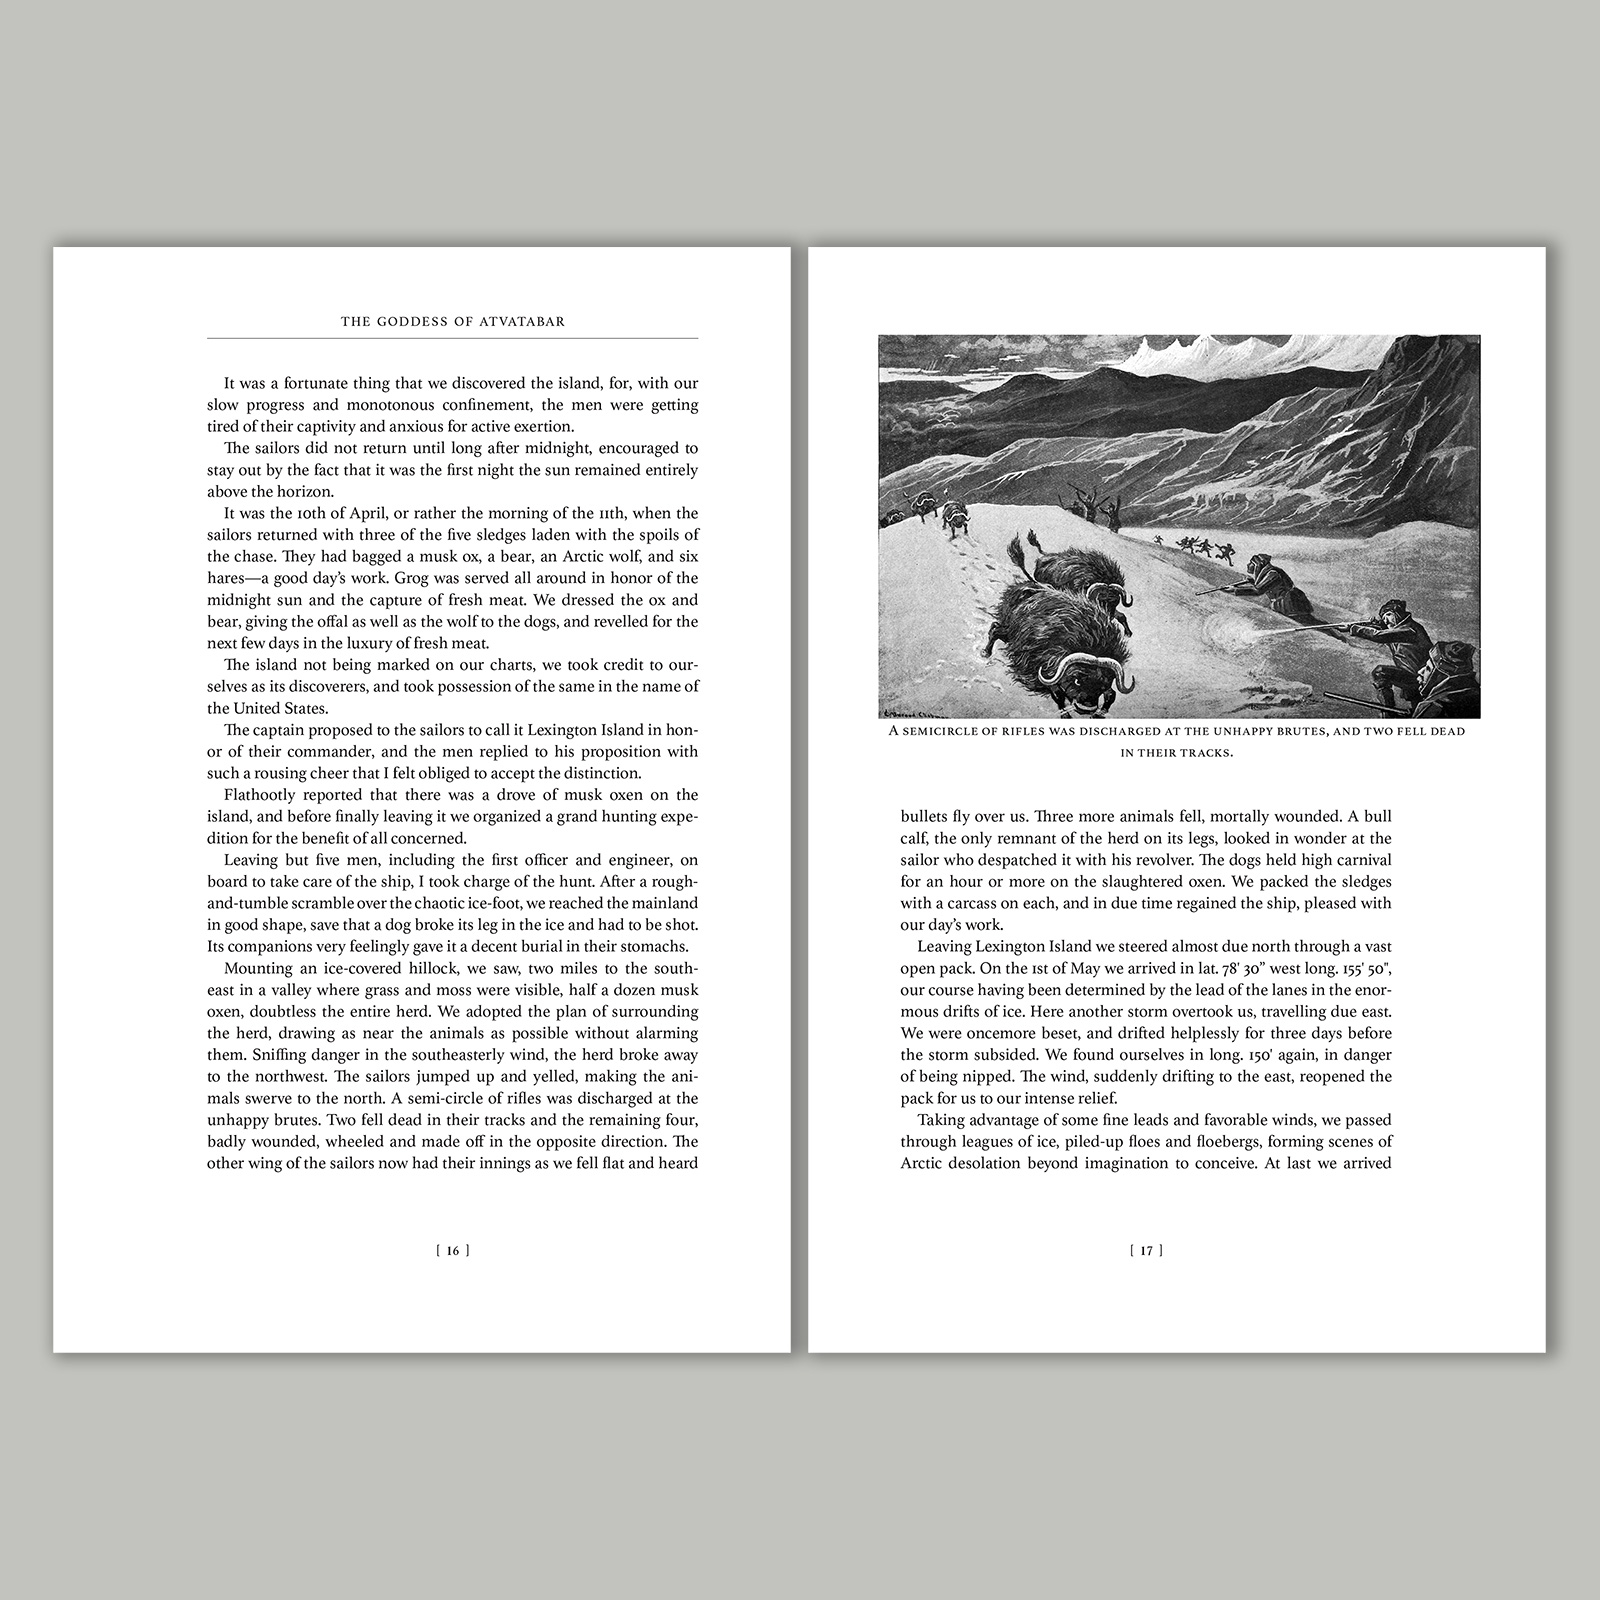 THE GODDESS OF ATVATABAR
It was a fortunate thing that we discovered the island, for, with our
slow progress and monotonous confinement, the men were getting
tired of their captivity and anxious for active exertion.
The sailors did not return until long after midnight, encouraged to
stay out by the fact that it was the first night the sun remained entirely
above the horizon.
It was the 10th of April, or rather the morning of the 11th, when the
sailors returned with three of the five sledges laden with the spoils of
the chase. They had bagged a musk ox, a bear, an Arctic wolf, and six
hares—a good day's work. Grog was served all around in honor of the
midnight sun and the capture of fresh meat. We dressed the ox and
bear, giving the offal as well as the wolf to the dogs, and revelled for the
next few days in the luxury of fresh meat.
The island not being marked on our charts, we took credit to our-
selves as its discoverers, and took possession of the same in the name of
the United States.
The captain proposed to the sailors to call it Lexington Island in hon-
or of their commander, and the men replied to his proposition with
such a rousing cheer that I felt obliged to accept the distinction.
Flathootly reported that there was a drove of musk oxen on the
island, and before finally leaving it we organized a grand hunting expe-
dition for the benefit of all concerned.
Leaving but five men, including the first officer and engineer, on
board to take care of the ship, I took charge of the hunt. After a rough-
and-tumble scramble over the chaotic ice-foot, we reached the mainland
in good shape, save that a dog broke its leg in the ice and had to be shot.
Its companions very feelingly gave it a decent burial in their stomachs.
Mounting an ice-covered hillock, we saw, two miles to the south-
east in a valley where grass and moss were visible, half a dozen musk
oxen, doubtless the entire herd. We adopted the plan of surrounding
the herd, drawing as near the animals as possible without alarming
them. Sniffing danger in the southeasterly wind, the herd broke away
to the northwest. The sailors jumped up and yelled, making the ani-
mals swerve to the north. A semi-circle of rifles was discharged at the
unhappy brutes. Two fell dead in their tracks and the remaining four,
badly wounded, wheeled and made off in the opposite direction. The
other wing of the sailors now had their innings as we fell flat and heard
[ 16 ]
A SEMICIRCLE OF RIFLES WAS DISCHARGED AT THE UNHAPPY BRUTES, AND TWO FELL DEAD
IN THEIR TRACKS.
bullets fly over us. Three more animals fell, mortally wounded. A bull
calf, the only remnant of the herd on its legs, looked in wonder at the
sailor who despatched it with his revolver. The dogs held high carnival
for an hour or more on the slaughtered oxen. We packed the sledges
with a carcass on each, and in due time regained the ship, pleased with
our day's work.
Leaving Lexington Island we steered almost due north through a vast
open pack. On the 1st of May we arrived in lat. 78' 30” west long. 155' 50",
our course having been determined by the lead of the lanes in the enor-
mous drifts of ice. Here another storm overtook us, travelling due east.
We were oncemore beset, and drifted helplessly for three days before
the storm subsided. We found ourselves in long. 150' again, in danger
of being nipped. The wind, suddenly drifting to the east, reopened the
pack for us to our intense relief.
Taking advantage of some fine leads and favorable winds, we passed
through leagues of ice, piled-up floes and floebergs, forming scenes of
Arctic desolation beyond imagination to conceive. At last we arrived
[ 17 ]